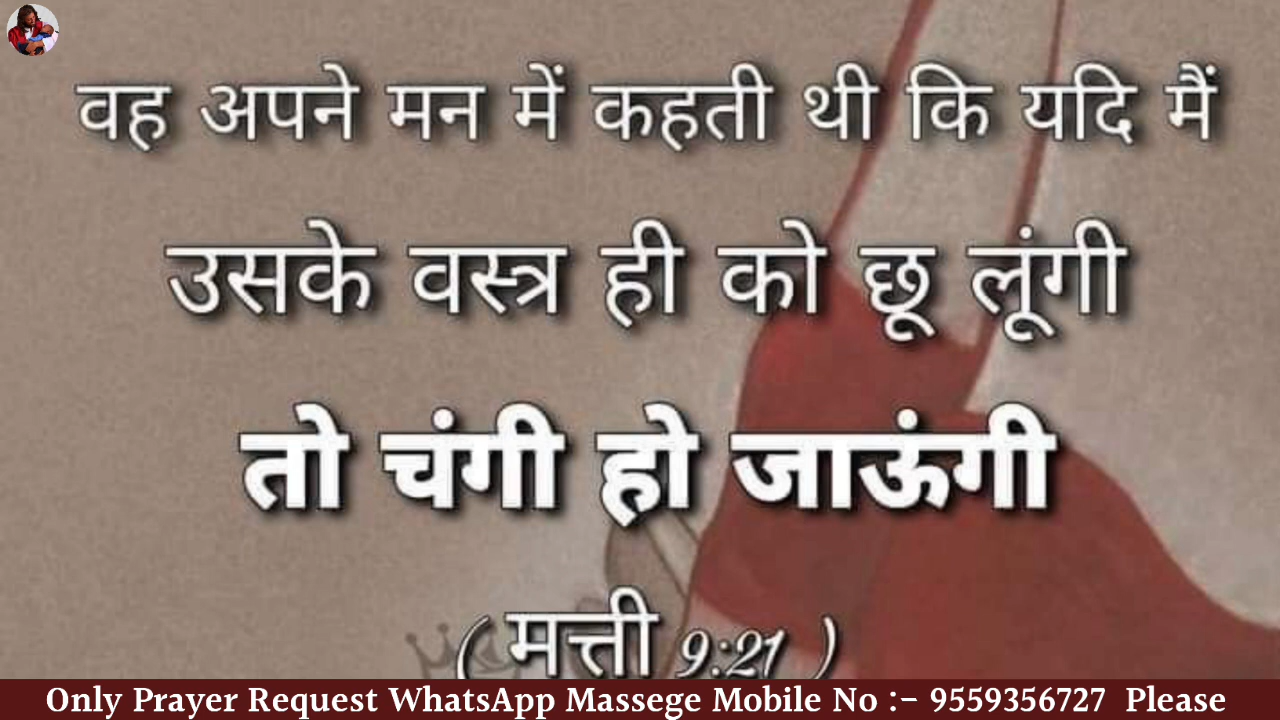 वह अपने मन में कहती थी कि यदि मैं
उसके वस्त्र ही को छू लूंगी
तो चंगी हो जाऊंगी
( मत्ती 9:21 )
Only Prayer Request WhatsApp Massege Mobile No :- 9559356727 Please